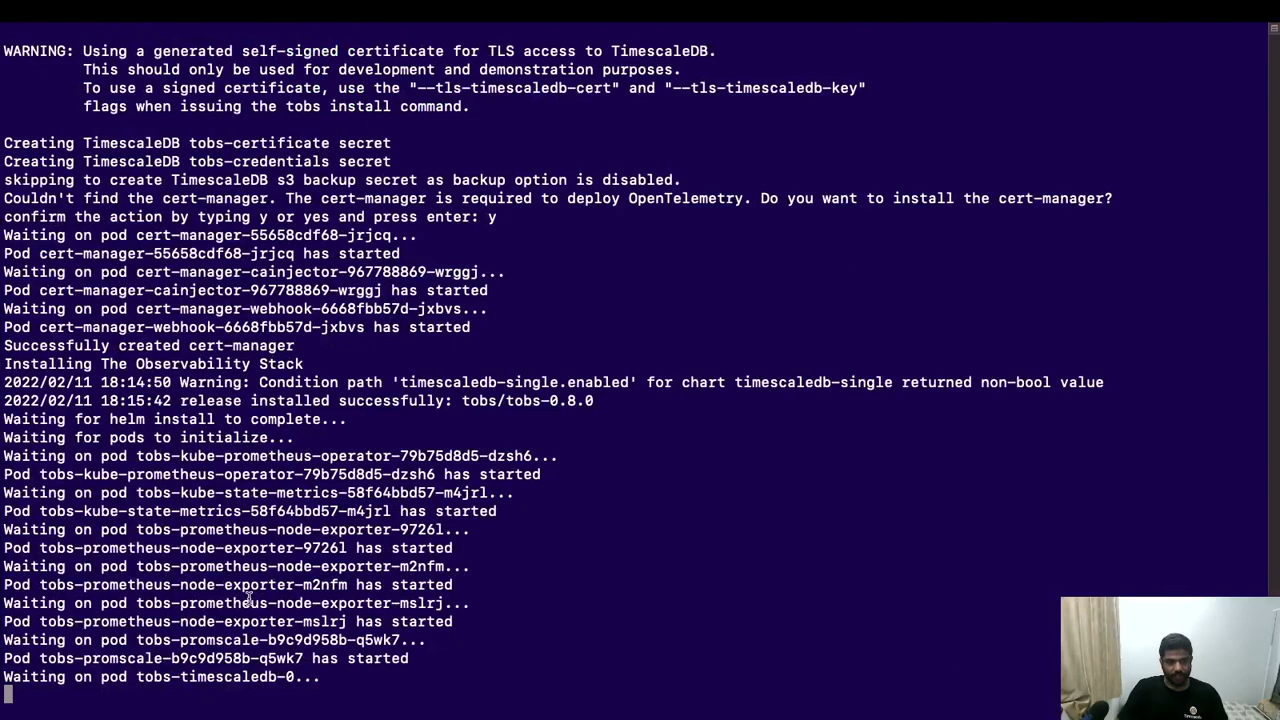 WARNING: Using a generated self-signed certificate for TLS access to TimescaleDB.
This should only be used for development and demonstration purposes.
To use a signed certificate, use the "--tls-timescaledb-cert" and "--tls-timescaledb-key"
flags when issuing the tobs install command.
Creating TimescaleDB tobs-certificate secret
Creating TimescaleDB tobs-credentials secret
skipping to create TimescaleDB s3 backup secret as backup option is disabled.
Couldn't find the cert-manager. The cert-manager is required to deploy OpenTelemetry. Do you want to install the cert-manager?
confirm the action by typing y or yes and press enter: y
Waiting on pod cert-manager-55658cdf68-jrjcq...
Pod cert-manager-55658cdf68-jrjcq has started
Waiting on pod cert-manager-cainjector-967788869-wrggj...
Pod cert-manager-cainjector-967788869-wrggj has started
Waiting on pod cert-manager-webhook-6668fbb57d-jxbvs...
Pod cert-manager-webhook-6668fbb57d-jxbvs has started
Successfully created cert-manager
Installing The Observability Stack
2022/02/11 18:14:50 Warning: Condition path 'timescaledb-single.enabled' for chart timescaledb-single returned non-bool value
2022/02/11 18:15:42 release installed successfully: tobs/tobs-0.8.0
Waiting for helm install to complete...
Waiting for pods to initialize...
Waiting on pod tobs-kube-prometheus-operator-79b75d8d5-dzsh6...
Pod tobs-kube-prometheus-operator-79b75d8d5-dzsh6 has started
Waiting on pod tobs-kube-state-metrics-58f64bbd57-m4jrl...
Pod tobs-kube-state-metrics-58f64bbd57-m4jrl has started
Waiting on pod tobs-prometheus-node-exporter-9726l...
Pod tobs-prometheus-node-exporter-9726l has started
Waiting on pod tobs-prometheus-node-exporter-m2nfm...
Pod tobs-prometheus-node-exporter-m2nfm has started
Waiting on pod tobs-prometheus-node-exporter-mslrj...
Pod tobs-prometheus-node-exporter-mslrj has started
Waiting on pod tobs-promscale-b9c9d958b-q5wk7...
Pod tobs-promscale-b9c9d958b-q5wk7 has started
Waiting on pod tobs-timescaledb-0...